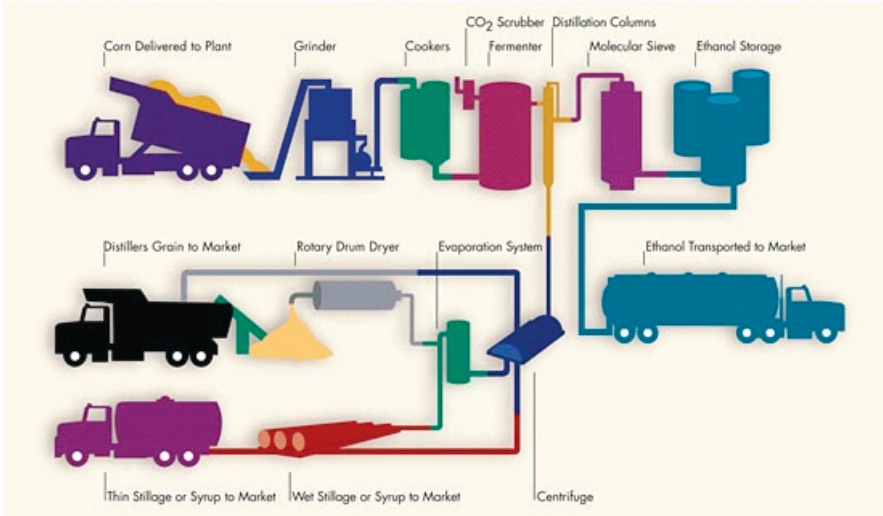 CO2 Scrubber
Distillation Columns
Corn Delivered to Plant
Grinder
Cookers
Fermenter
Molecular Sieve
Ethanol Storage
Distillers Grain to Market
Rotary Drum Dryer
Evaporation System
Ethanol Transported to Market
Thin Stillage or Syrup to Market
Wet Stillage or Syrup to Market
Centrifuge